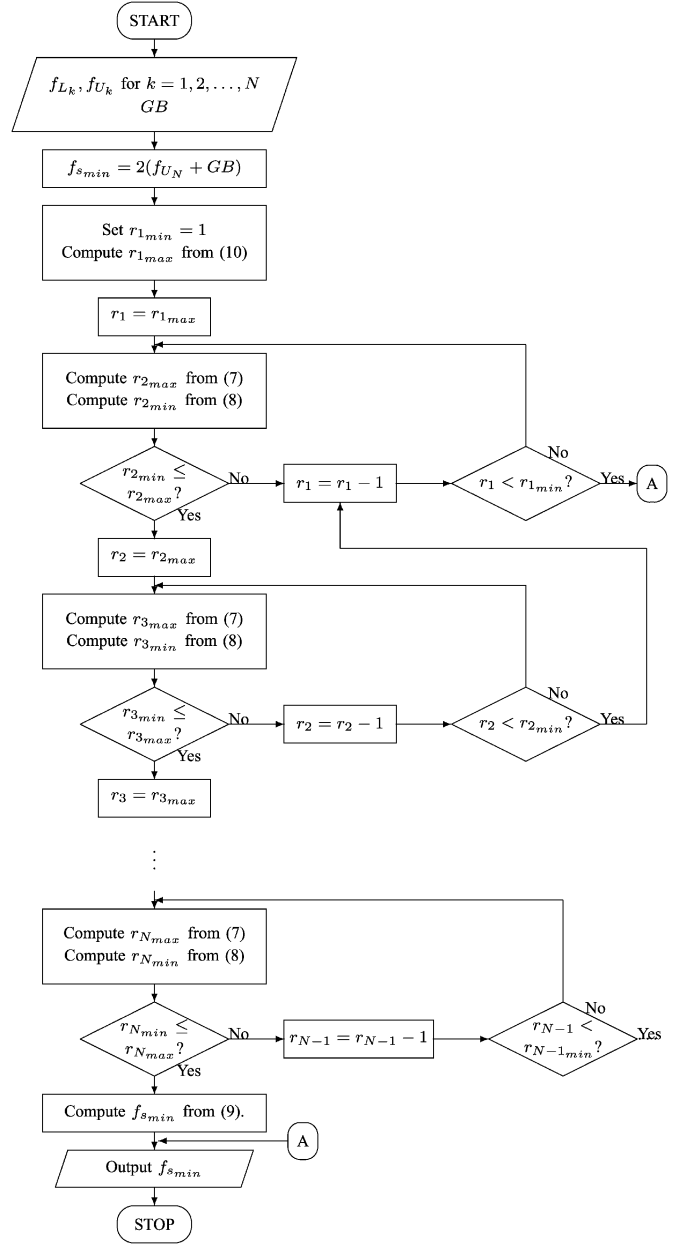 START
f_{L_k}, f_{U_k} for k = 1, 2, . . . , N
GB
f_{s_{min}} = 2(f_{U_N} + GB)
Set r_{1_{min}} = 1
Compute r_{1_{max}} from (10)
r_1 = r_{1_{max}}
Compute r_{2_{max}} from (7)
Compute r_{2_{min}} from (8)
r_{2_{min}} ≤
r_{2_{max}}?
No
Yes
r_1 = r_1 − 1
r_1 < r_{1_{min}}?
No
Yes
A
r_2 = r_{2_{max}}
Compute r_{3_{max}} from (7)
Compute r_{3_{min}} from (8)
r_{3_{min}} ≤
r_{3_{max}}?
No
Yes
r_2 = r_2 − 1
r_2 < r_{2_{min}}?
No
Yes
r_3 = r_{3_{max}}
⋮
Compute r_{N_{max}} from (7)
Compute r_{N_{min}} from (8)
r_{N_{min}} ≤
r_{N_{max}}?
No
Yes
r_{N−1} = r_{N−1} − 1
r_{N−1} <
r_{N−1_{min}}?
No
Yes
Compute f_{s_{min}} from (9).
A
Output f_{s_{min}}
STOP